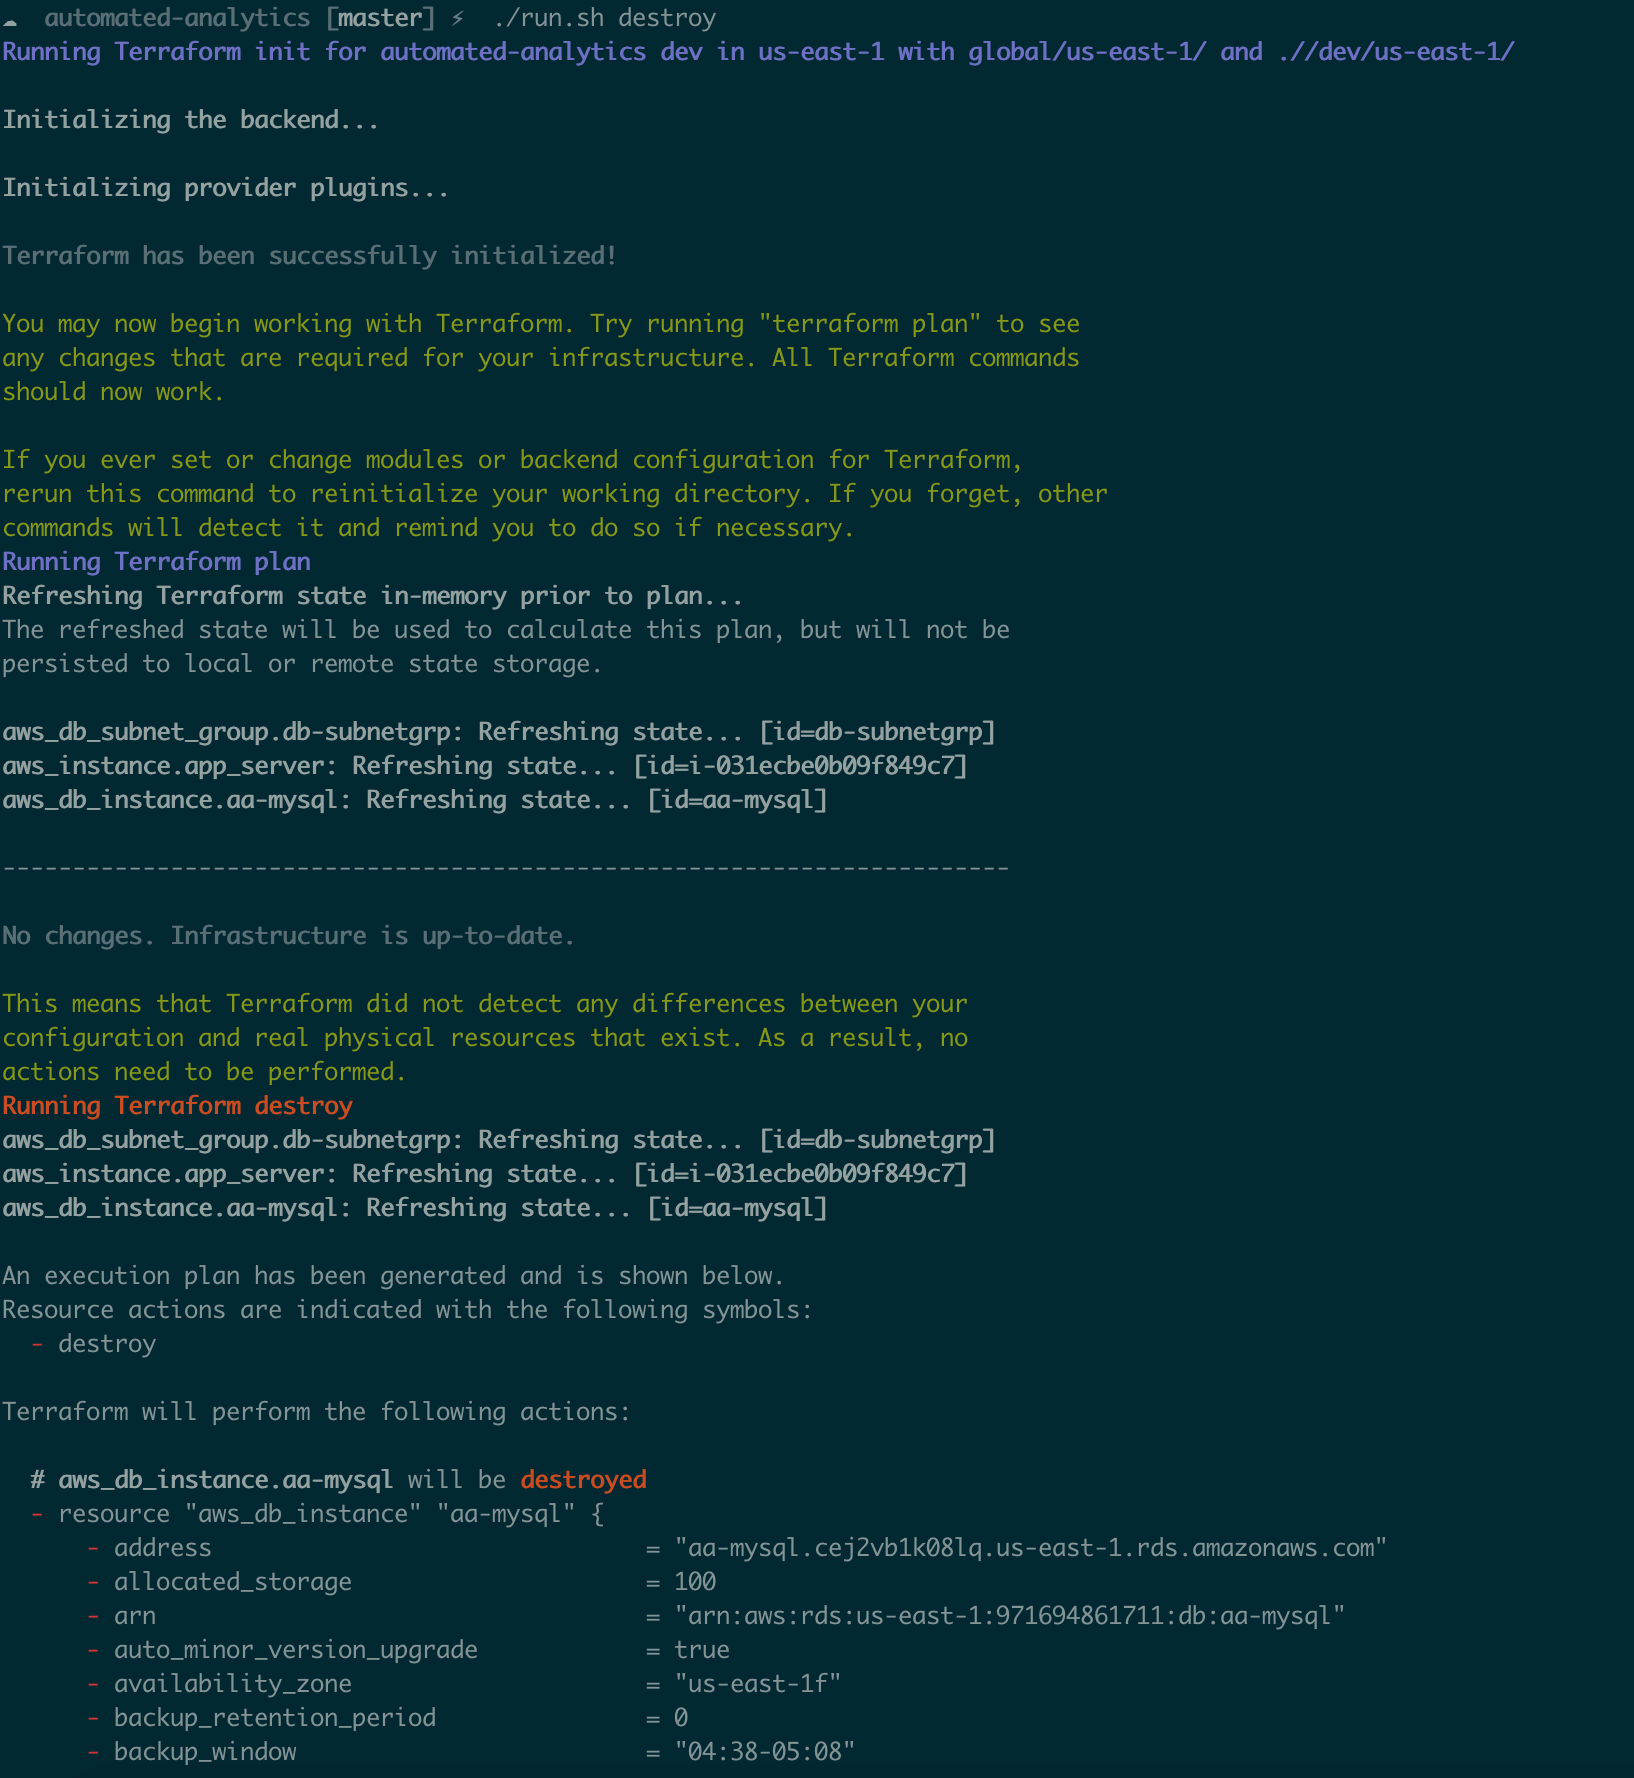 automated-analytics [master] ⚡ ./run.sh destroy
Running Terraform init for automated-analytics dev in us-east-1 with global/us-east-1/ and .//dev/us-east-1/
Initializing the backend...
Initializing provider plugins...
Terraform has been successfully initialized!
You may now begin working with Terraform. Try running "terraform plan" to see
any changes that are required for your infrastructure. All Terraform commands
should now work.
If you ever set or change modules or backend configuration for Terraform,
rerun this command to reinitialize your working directory. If you forget, other
commands will detect it and remind you to do so if necessary.
Running Terraform plan
Refreshing Terraform state in-memory prior to plan...
The refreshed state will be used to calculate this plan, but will not be
persisted to local or remote state storage.
aws_db_subnet_group.db-subnetgrp: Refreshing state... [id=db-subnetgrp]
aws_instance.app_server: Refreshing state... [id=i-031ecbe0b09f849c7]
aws_db_instance.aa-mysql: Refreshing state... [id=aa-mysql]
------------------------------------------------------------------------
No changes. Infrastructure is up-to-date.
This means that Terraform did not detect any differences between your
configuration and real physical resources that exist. As a result, no
actions need to be performed.
Running Terraform destroy
aws_db_subnet_group.db-subnetgrp: Refreshing state... [id=db-subnetgrp]
aws_instance.app_server: Refreshing state... [id=i-031ecbe0b09f849c7]
aws_db_instance.aa-mysql: Refreshing state... [id=aa-mysql]
An execution plan has been generated and is shown below.
Resource actions are indicated with the following symbols:
  - destroy
Terraform will perform the following actions:
  # aws_db_instance.aa-mysql will be destroyed
  - resource "aws_db_instance" "aa-mysql" {
      - address                               = "aa-mysql.cej2vb1k08lq.us-east-1.rds.amazonaws.com"
      - allocated_storage                     = 100
      - arn                                   = "arn:aws:rds:us-east-1:971694861711:db:aa-mysql"
      - auto_minor_version_upgrade            = true
      - availability_zone                     = "us-east-1f"
      - backup_retention_period               = 0
      - backup_window                         = "04:38-05:08"